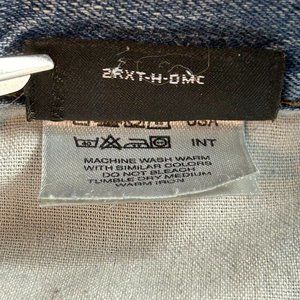 2RXT-H-DMC
USA
INT
MACHINE WASH WARM
WITH SIMILAR COLORS
DO NOT BLEACH
TUMBLE DRY MEDIUM
WARM IRON